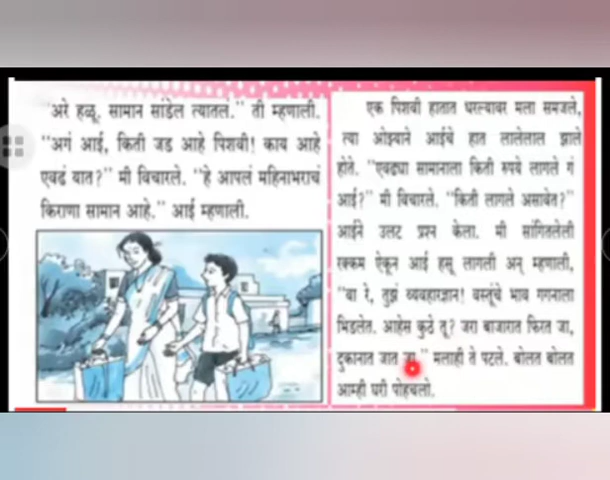 "अरे हळू. सामान सांडेल त्यातलं." ती म्हणाली.
"अगं आई, किती जड आहे पिशवी! काय आहे
एवढं यात?" मी विचारले. "हे आपलं महिनाभराचं
किराणा सामान आहे." आई म्हणाली.
एक पिशवी हातात धरल्यावर मला समजले,
त्या ओझ्याने आईचे हात लालेलाल झाले
होते. "एवढ्या सामानाला किती रुपये लागले गं
आई?" मी विचारले. "किती लागले असावेत?"
आईने उलट प्रश्न केला. मी सांगितलेली
रक्कम ऐकून आई हसू लागली अन् म्हणाली,
"वा रे, तुझं व्यवहारज्ञान! वस्तूंचे भाव गगनाला
भिडलेत. आहेस कुठे तू? जरा बाजारात फिरत जा,
दुकानात जात जा." मलाही ते पटले. बोलत बोलत
आम्ही घरी पोहचलो.